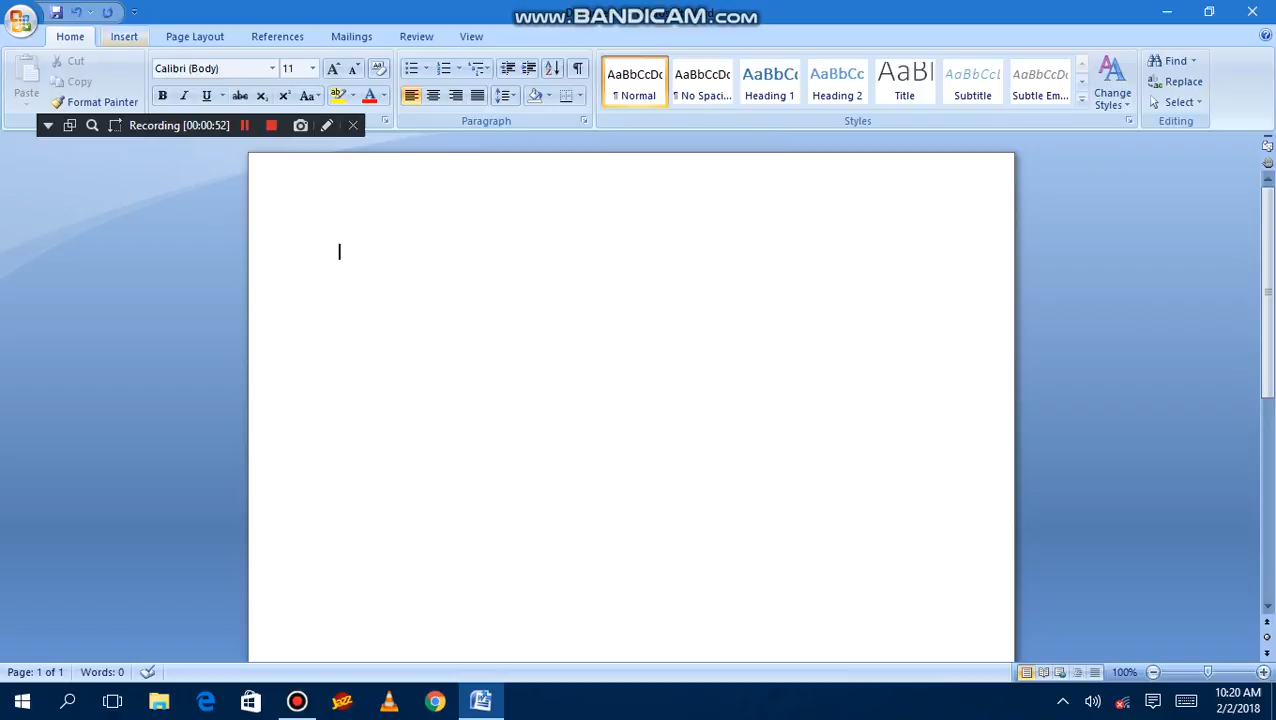 www.BANDICAM.com
Home Insert Page Layout References Mailings Review View
Paste
Cut
Copy
Format Painter
Calibri (Body) 11
Paragraph
AaBbCcDc AaBbCcDc AaBbCc AaBbCc AaBl AaBbCcL AaBbCcDc
¶ Normal ¶ No Spaci... Heading 1 Heading 2 Title Subtitle Subtle Em...
Change
Styles
Styles
Find
Replace
Select
Editing
Recording [00:00:52]
Page: 1 of 1 Words: 0 100%
10:20 AM
2/2/2018